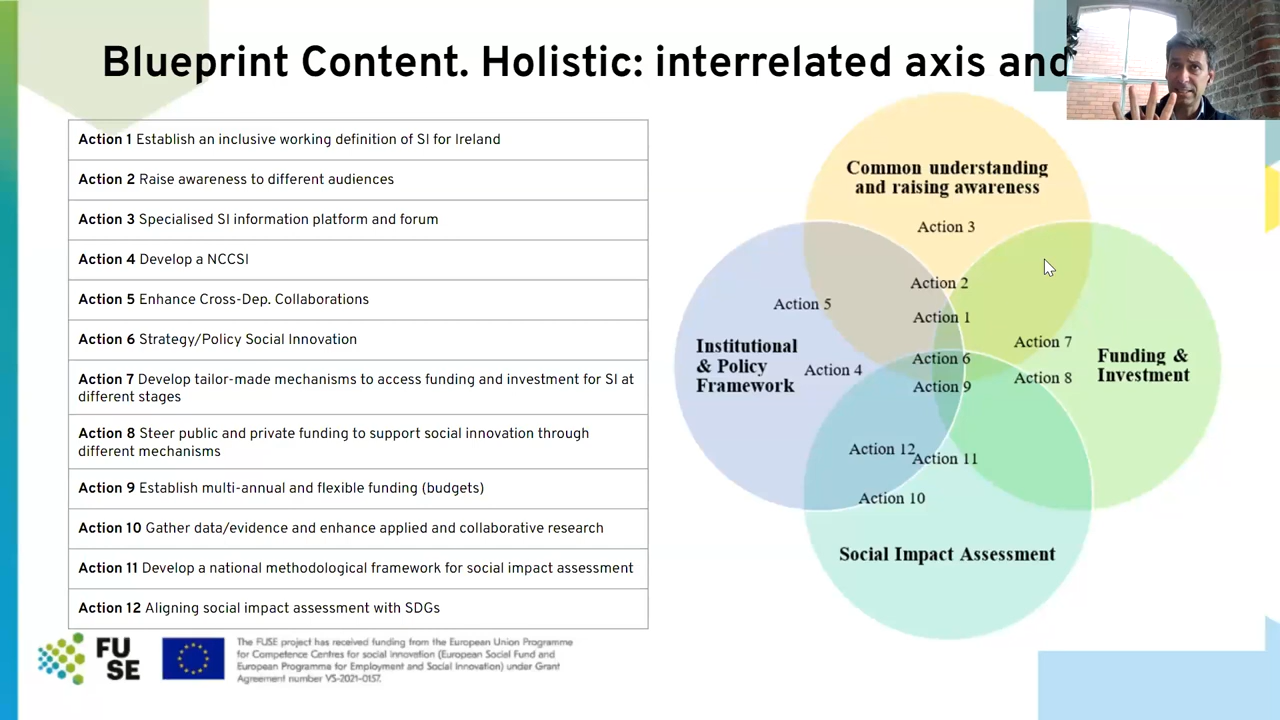 Blueprint Content. Holistic: interrelated axis and
Action 1 Establish an inclusive working definition of SI for Ireland
Action 2 Raise awareness to different audiences
Action 3 Specialised SI information platform and forum
Action 4 Develop a NCCSI
Action 5 Enhance Cross-Dep. Collaborations
Action 6 Strategy/Policy Social Innovation
Action 7 Develop tailor-made mechanisms to access funding and investment for SI at
different stages
Action 8 Steer public and private funding to support social innovation through
different mechanisms
Action 9 Establish multi-annual and flexible funding (budgets)
Action 10 Gather data/evidence and enhance applied and collaborative research
Action 11 Develop a national methodological framework for social impact assessment
Action 12 Aligning social impact assessment with SDGs
Common understanding
and raising awareness
Action 3
Action 2
Action 1
Action 5
Institutional
& Policy
Framework
Action 4
Action 6
Action 9
Action 7
Action 8
Funding &
Investment
Action 12
Action 11
Action 10
Social Impact Assessment
FU
SE
The FUSE project has received funding from the European Union Programme
for Competence Centres for social innovation (European Social Fund and
European Programme for Employment and Social Innovation) under Grant
Agreement number VS-2021-0157.